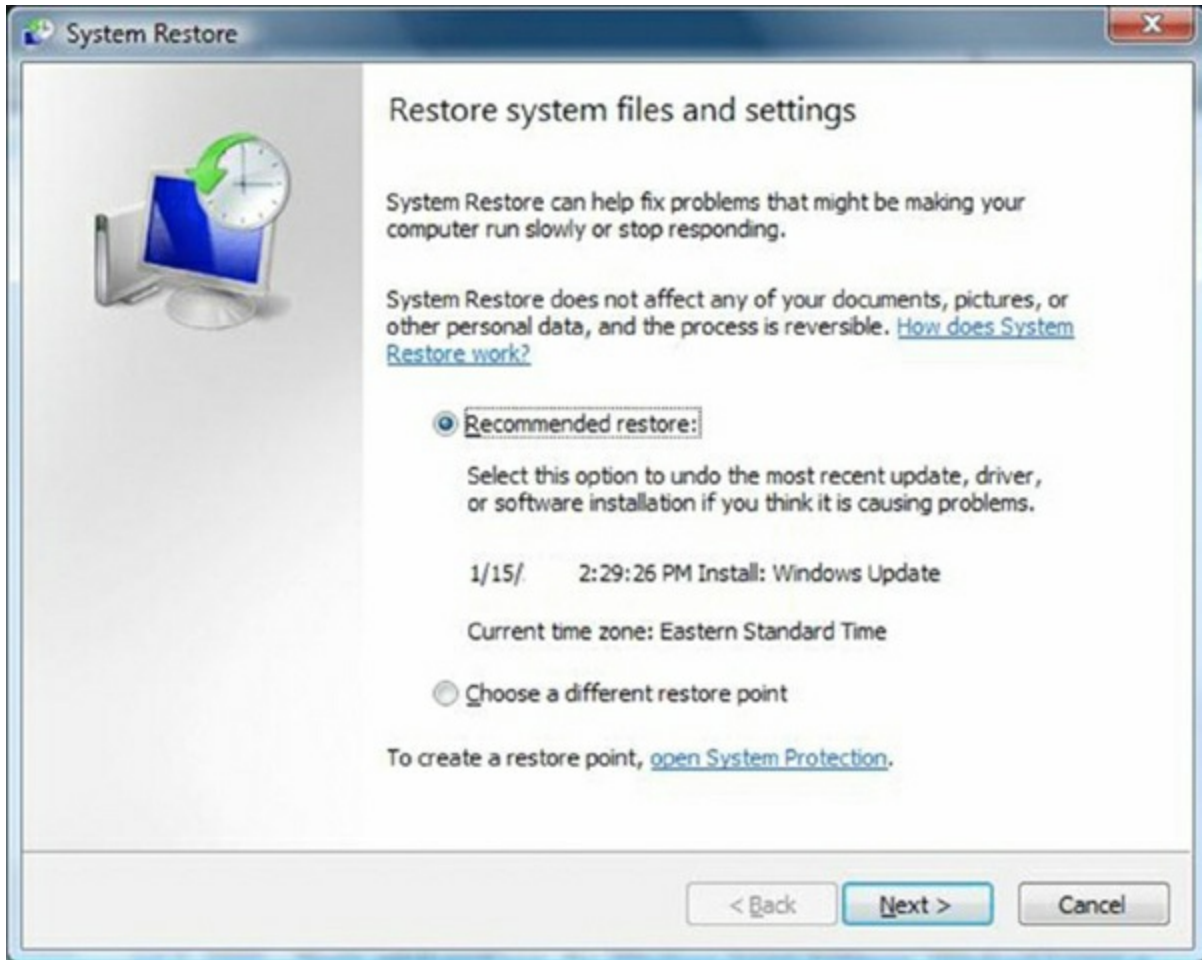 System Restore
Restore system files and settings
System Restore can help fix problems that might be making your
computer run slowly or stop responding.
System Restore does not affect any of your documents, pictures, or
other personal data, and the process is reversible. How does System
Restore work?
Recommended restore:
Select this option to undo the most recent update, driver,
or software installation if you think it is causing problems.
1/15/ 2:29:26 PM Install: Windows Update
Current time zone: Eastern Standard Time
Choose a different restore point
To create a restore point, open System Protection.
< Back Next > Cancel